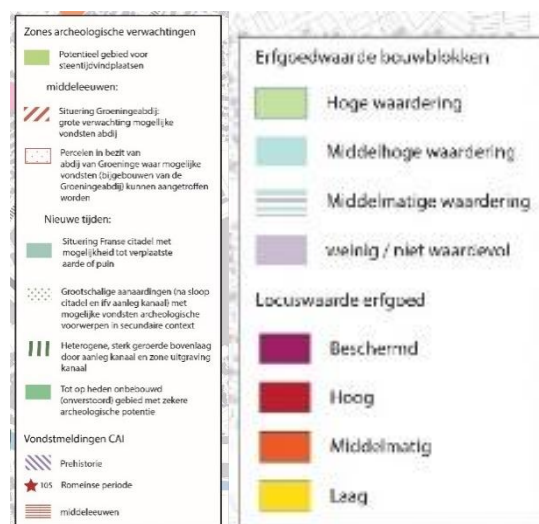 Zones archeologische verwachtingen
Potentieel gebied voor
steentijdvindplaatsen
middeleeuwen:
Situering Groeningeabdij:
grote verwachting mogelijke
vondsten abdij
Percelen in bezit van
abdij van Groeninge waar mogelijke
vondsten (bijgebouwen van de
Groeningeabdij) kunnen aangetroffen
worden
Nieuwe tijden:
Situering Franse citadel met
mogelijkheid tot verplaatste
aarde of puin
Grootschalige aanaardingen (na sloop
citadel en ifv aanleg kanaal) met
mogelijke vondsten archeologische
voorwerpen in secundaire context
Heterogene, sterk geroerde bovenlaag
door aanleg kanaal en zone uitgraving
kanaal
Tot op heden onbebouwd
(onverstoord) gebied met zekere
archeologische potentie
Vondstmeldingen CAI
Prehistorie
105 Romeinse periode
middeleeuwen
Erfgoedwaarde bouwblokken
Hoge waardering
Middelhoge waardering
Middelmatige waardering
weinig / niet waardevol
Locuswaarde erfgoed
Beschermd
Hoog
Middelmatig
Laag